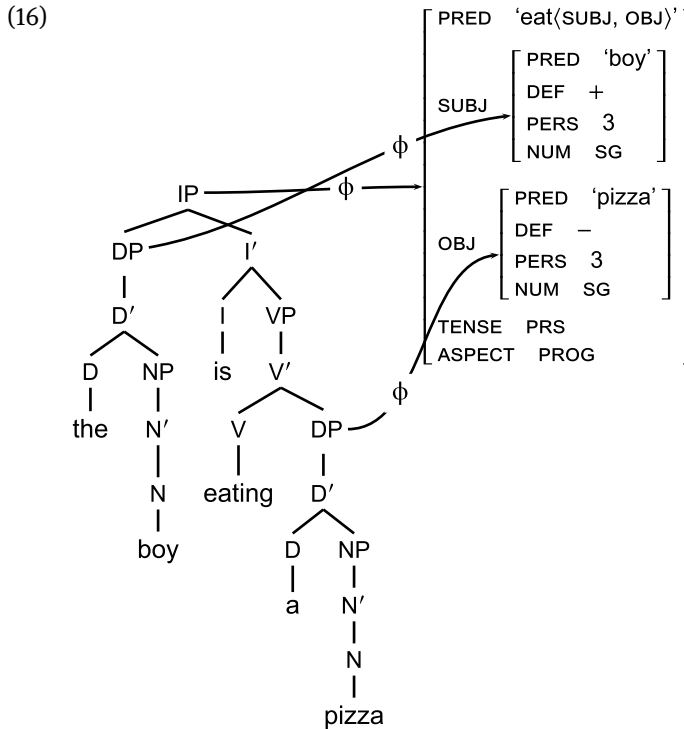 (16)
PRED ‘eat⟨SUBJ, OBJ⟩’
PRED ‘boy’
DEF +
SUBJ
PERS 3
NUM SG
ϕ
IP
ϕ
PRED ‘pizza’
DEF −
DP I′
OBJ
PERS 3
NUM SG
D′ I VP
TENSE PRS
ASPECT PROG
D NP is V′
ϕ
the N′ V DP
N eating D′
boy D NP
a N′
N
pizza